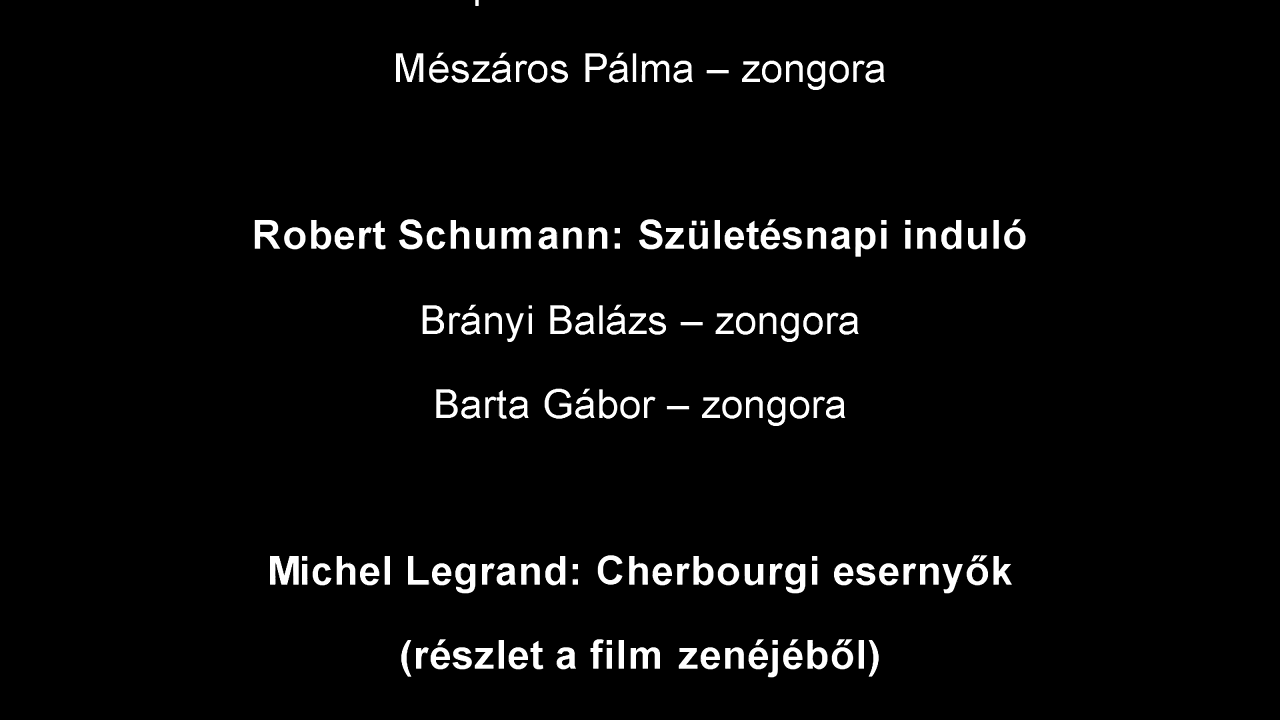 Mészáros Pálma – zongora
Robert Schumann: Születésnapi induló
Brányi Balázs – zongora
Barta Gábor – zongora
Michel Legrand: Cherbourgi esernyők
(részlet a film zenéjéből)